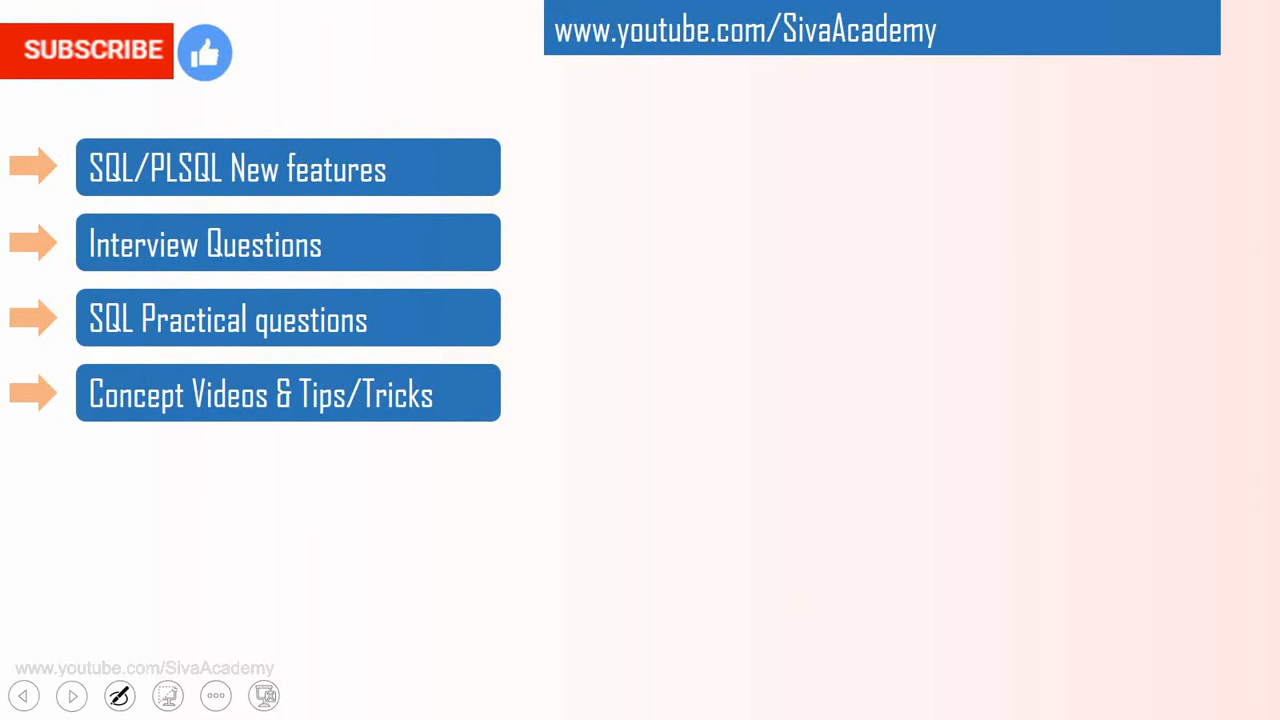 SUBSCRIBE
www.youtube.com/SivaAcademy
SQL/PLSQL New features
Interview Questions
SQL Practical questions
Concept Videos & Tips/Tricks
www.youtube.com/SivaAcademy